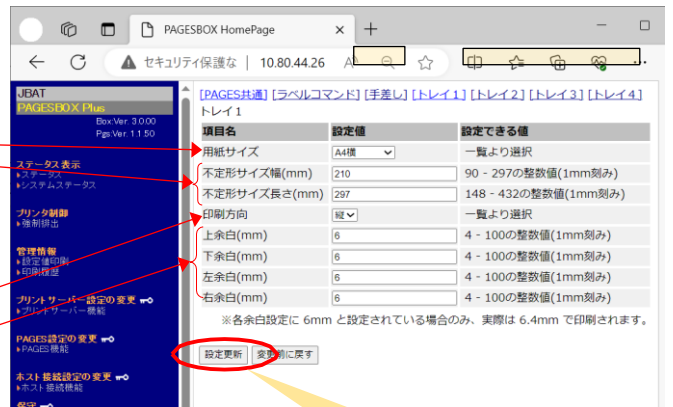 PAGESBOX HomePage
セキュリティ保護なし | 10.80.44.26
JBAT
PAGESBOX Plus
Box:Ver. 3.0.00
Pgs:Ver. 1.1.50
ステータス表示
ステータス
システムステータス
プリンタ制御
強制排出
管理情報
設定値印刷
印刷履歴
プリントサーバー設定の変更
プリントサーバー機能
PAGES設定の変更
PAGES機能
ホスト接続設定の変更
ホスト接続機能
保守
[PAGES共通] [ラベルコマンド] [手差し] [トレイ1] [トレイ2] [トレイ3] [トレイ4]
トレイ1
項目名 設定値 設定できる値
用紙サイズ A4横 一覧より選択
不定形サイズ幅(mm) 210 90 - 297の整数値(1mm刻み)
不定形サイズ長さ(mm) 297 148 - 432の整数値(1mm刻み)
印刷方向 縦 一覧より選択
上余白(mm) 6 4 - 100の整数値(1mm刻み)
下余白(mm) 6 4 - 100の整数値(1mm刻み)
左余白(mm) 6 4 - 100の整数値(1mm刻み)
右余白(mm) 6 4 - 100の整数値(1mm刻み)
※各余白設定に 6mm と設定されている場合のみ、実際は 6.4mm で印刷されます。
設定更新 変更前に戻す